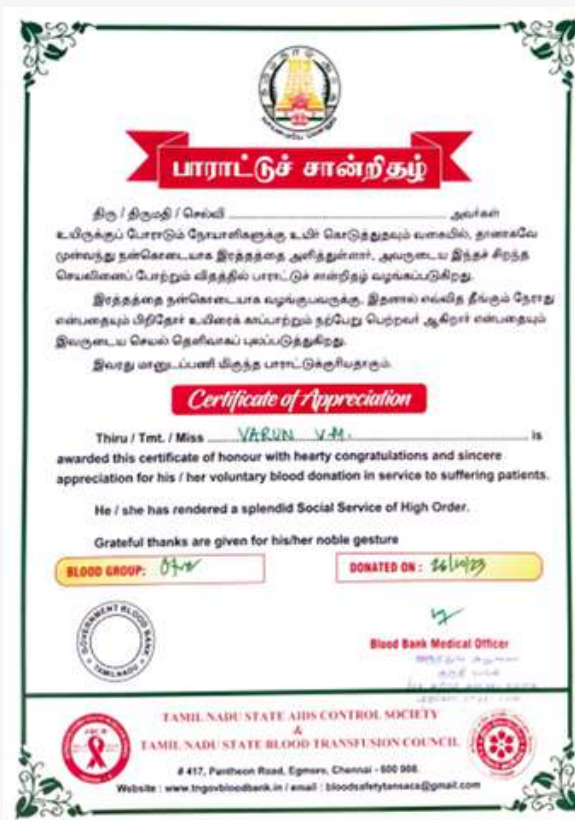 பாராட்டுச் சான்றிதழ்
திரு / திருமதி / செல்வி ... அவர்கள்
உயிருக்குப் போராடும் நோயாளிகளுக்கு உயிர் கொடுத்துதவும் வகையில், தானாகவே
முன்வந்து நன்கொடையாக இரத்தத்தை அளித்துள்ளார். அவருடைய இந்தச் சிறந்த
செயலினைப் போற்றும் விதத்தில் பாராட்டுச் சான்றிதழ் வழங்கப்படுகிறது.
இரத்தத்தை நன்கொடையாக வழங்குபவருக்கு, இதனால் எவ்வித தீங்கும் நேராது
என்பதையும் பிறிதோர் உயிரைக் காப்பாற்றும் நற்பேறு பெற்றவர் ஆகிறார் என்பதையும்
இவருடைய செயல் தெளிவாகப் புலப்படுத்துகிறது.
இவரது மானுடப்பணி மிகுந்த பாராட்டுக்குரியதாகும்.
Certificate of Appreciation
Thiru / Tmt. / Miss VARUN V.M. is
awarded this certificate of honour with hearty congratulations and sincere
appreciation for his / her voluntary blood donation in service to suffering patients.
He / she has rendered a splendid Social Service of High Order.
Grateful thanks are given for his/her noble gesture
BLOOD GROUP: O+ve
DONATED ON :
GOVERNMENT BLOOD BANK
TAMILNADU
Blood Bank Medical Officer
TAMIL NADU STATE AIDS CONTROL SOCIETY
&
TAMIL NADU STATE BLOOD TRANSFUSION COUNCIL
# 417, Pantheon Road, Egmore, Chennai - 600 008.
Website : www.tngovbloodbank.in / email : bloodsafetytansacs@gmail.com